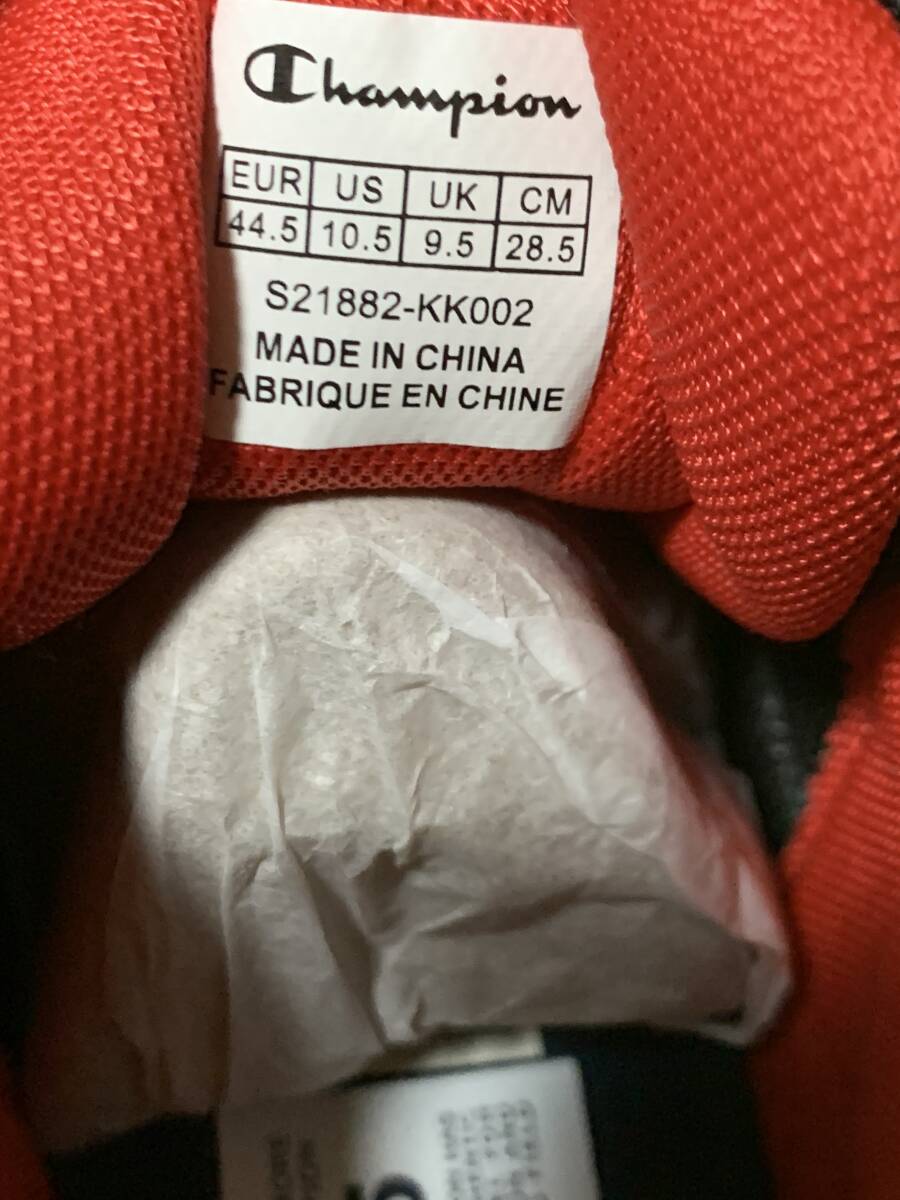 Champion
EUR US UK CM
44.5 10.5 9.5 28.5
S21882-KK002
MADE IN CHINA
FABRIQUE EN CHINE